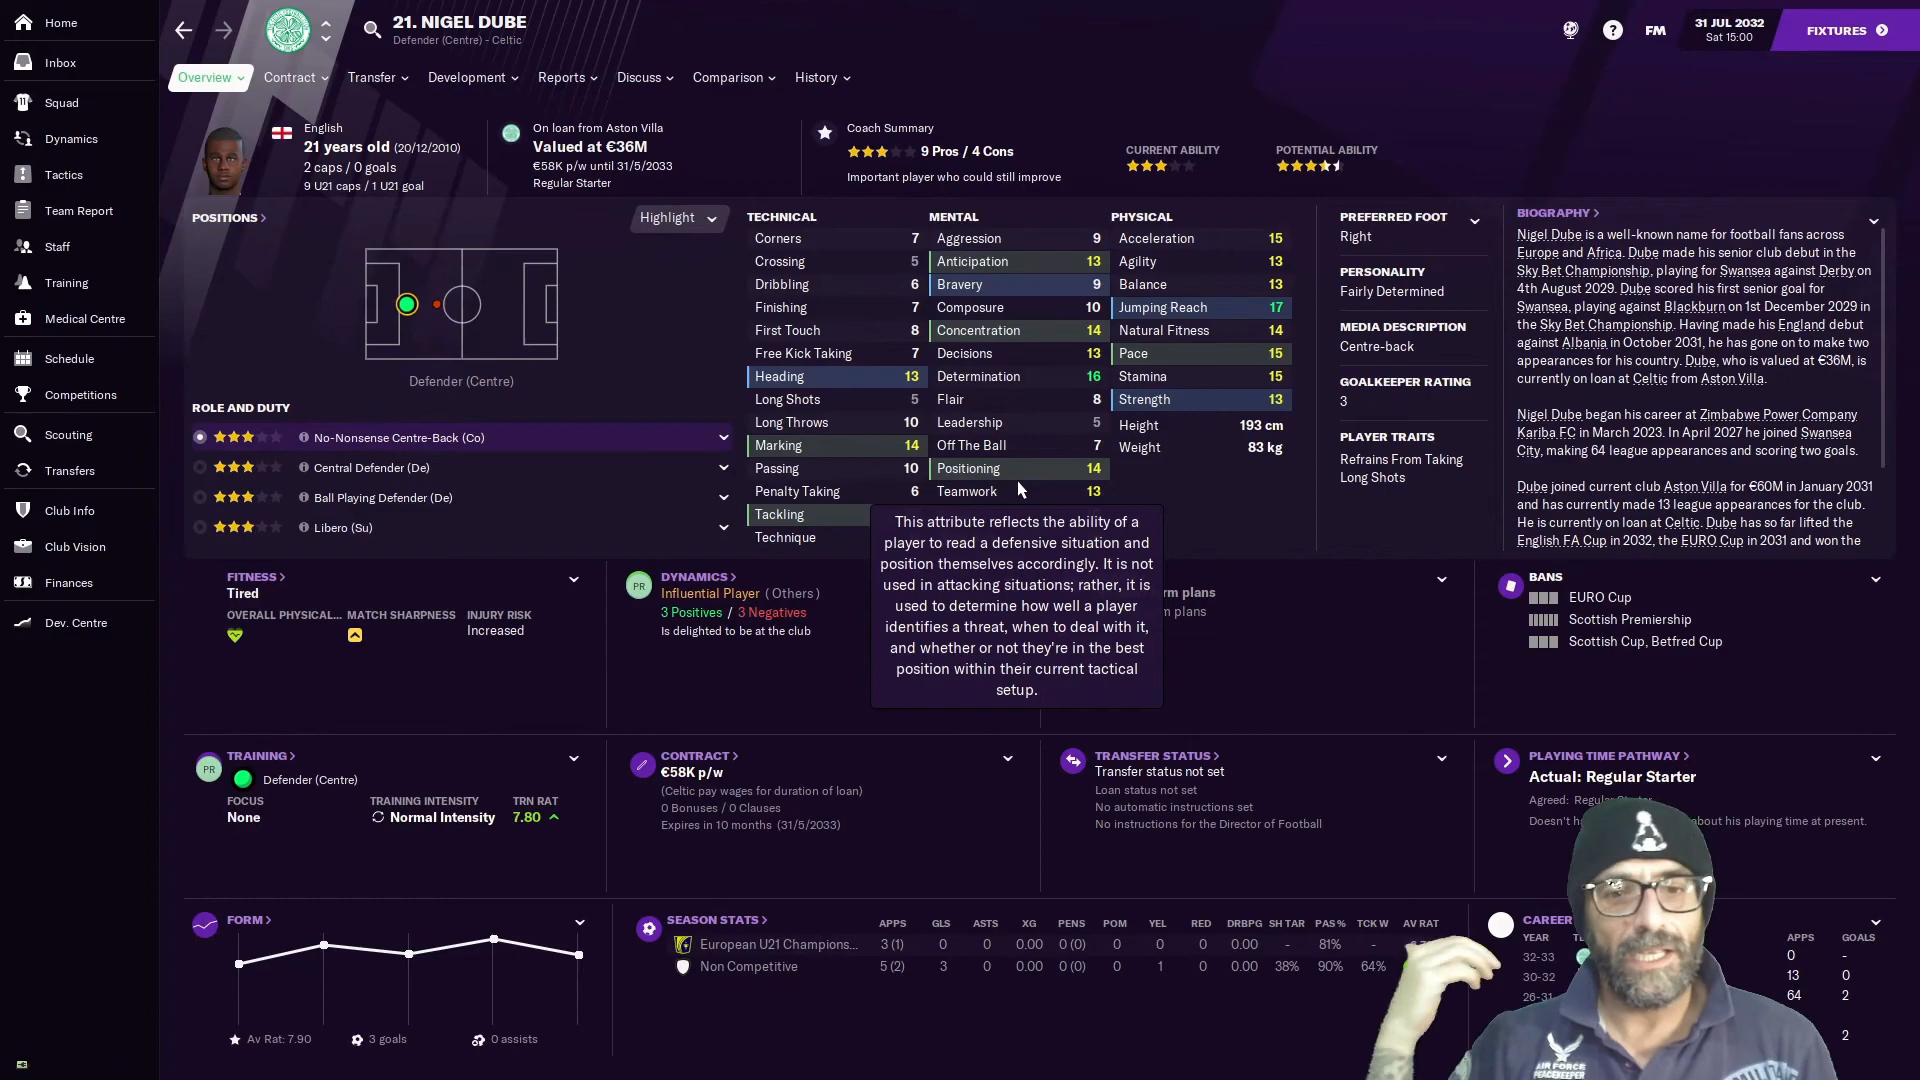 Home
Inbox
Squad
Dynamics
Tactics
Team Report
Staff
Training
Medical Centre
Schedule
Competitions
Scouting
Transfers
Club Info
Club Vision
Finances
Dev. Centre
21. NIGEL DUBE
Defender (Centre) - Celtic
FM
31 JUL 2032
Sat 15:00
FIXTURES
Overview
Contract
Transfer
Development
Reports
Discuss
Comparison
History
English
21 years old (20/12/2010)
2 caps / 0 goals
9 U21 caps / 1 U21 goal
On loan from Aston Villa
Valued at €36M
€58K p/w until 31/5/2033
Regular Starter
Coach Summary
9 Pros / 4 Cons
Important player who could still improve
CURRENT ABILITY
POTENTIAL ABILITY
POSITIONS
Highlight
Defender (Centre)
ROLE AND DUTY
No-Nonsense Centre-Back (Co)
Central Defender (De)
Ball Playing Defender (De)
Libero (Su)
TECHNICAL
Corners 7
Crossing 5
Dribbling 6
Finishing 7
First Touch 8
Free Kick Taking 7
Heading 13
Long Shots 5
Long Throws 10
Marking 14
Passing 10
Penalty Taking 6
Tackling
Technique
MENTAL
Aggression 9
Anticipation 13
Bravery 9
Composure 10
Concentration 14
Decisions 13
Determination 16
Flair 8
Leadership 5
Off The Ball 7
Positioning 14
Teamwork 13
PHYSICAL
Acceleration 15
Agility 13
Balance 13
Jumping Reach 17
Natural Fitness 14
Pace 15
Stamina 15
Strength 13
Height 193 cm
Weight 83 kg
This attribute reflects the ability of a
player to read a defensive situation and
position themselves accordingly. It is not
used in attacking situations; rather, it is
used to determine how well a player
identifies a threat, when to deal with it,
and whether or not they're in the best
position within their current tactical
setup.
PREFERRED FOOT
Right
PERSONALITY
Fairly Determined
MEDIA DESCRIPTION
Centre-back
GOALKEEPER RATING
3
PLAYER TRAITS
Refrains From Taking
Long Shots
BIOGRAPHY
Nigel Dube is a well-known name for football fans across
Europe and Africa. Dube made his senior club debut in the
Sky Bet Championship, playing for Swansea against Derby on
4th August 2029. Dube scored his first senior goal for
Swansea, playing against Blackburn on 1st December 2029 in
the Sky Bet Championship. Having made his England debut
against Albania in October 2031, he has gone on to make two
appearances for his country. Dube, who is valued at €36M, is
currently on loan at Celtic from Aston Villa.
Nigel Dube began his career at Zimbabwe Power Company
Kariba FC in March 2023. In April 2027 he joined Swansea
City, making 64 league appearances and scoring two goals.
Dube joined current club Aston Villa for €60M in January 2031
and has currently made 13 league appearances for the club.
He is currently on loan at Celtic. Dube has so far lifted the
English FA Cup in 2032, the EURO Cup in 2031 and won the
FITNESS
Tired
OVERALL PHYSICAL...
MATCH SHARPNESS
INJURY RISK
Increased
PR
DYNAMICS
Influential Player (Others)
3 Positives / 3 Negatives
Is delighted to be at the club
rm plans
m plans
BANS
EURO Cup
Scottish Premiership
Scottish Cup, Betfred Cup
PR
TRAINING
Defender (Centre)
FOCUS
None
TRAINING INTENSITY
Normal Intensity
TRN RAT
7.80
CONTRACT
€58K p/w
(Celtic pay wages for duration of loan)
0 Bonuses / 0 Clauses
Expires in 10 months (31/5/2033)
TRANSFER STATUS
Transfer status not set
Loan status not set
No automatic instructions set
No instructions for the Director of Football
PLAYING TIME PATHWAY
Actual: Regular Starter
Agreed: Regular
Doesn't ha about his playing time at present.
FORM
Av Rat: 7.90
3 goals
0 assists
SEASON STATS
APPS GLS ASTS XG PENS POM YEL RED DRBPG SH TAR PAS % TCK W AV RAT
European U21 Champions... 3 (1) 0 0 0.00 0 (0) 0 0 0 0.00 - 81% -
Non Competitive 5 (2) 3 0 0.00 0 (0) 0 1 0 0.00 38% 90% 64%
CAREER
YEAR APPS GOALS
32-33 0 -
30-32 13 0
26-31 64 2
2
AIR FORCE
PEACEKEEPER